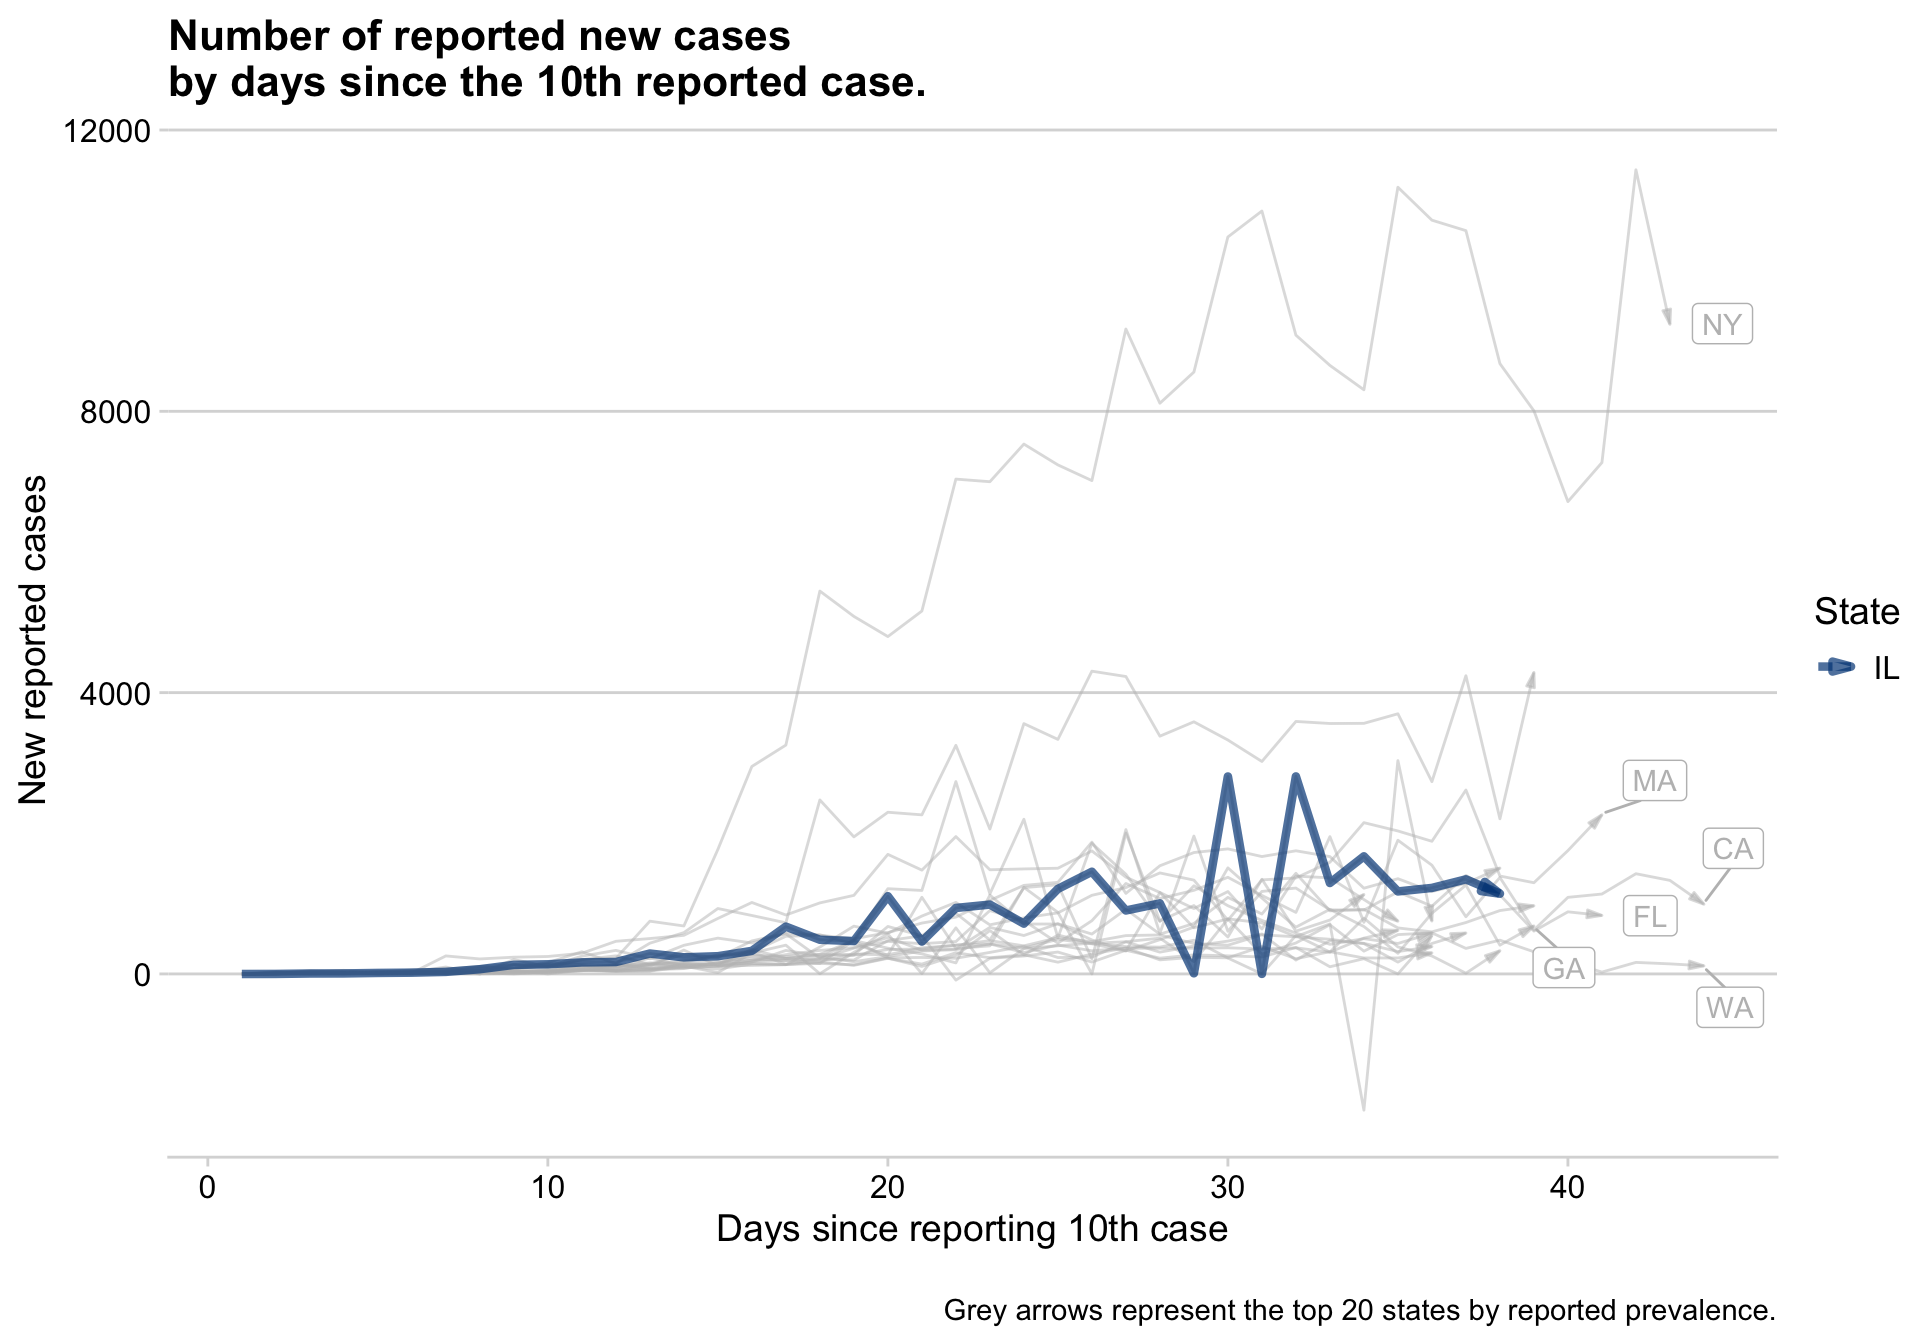 Number of reported new cases
by days since the 10th reported case.
12000
8000
4000
0
New reported cases
NY
MA
CA
FL
GA
WA
State
IL
0 10 20 30 40
Days since reporting 10th case
Grey arrows represent the top 20 states by reported prevalence.